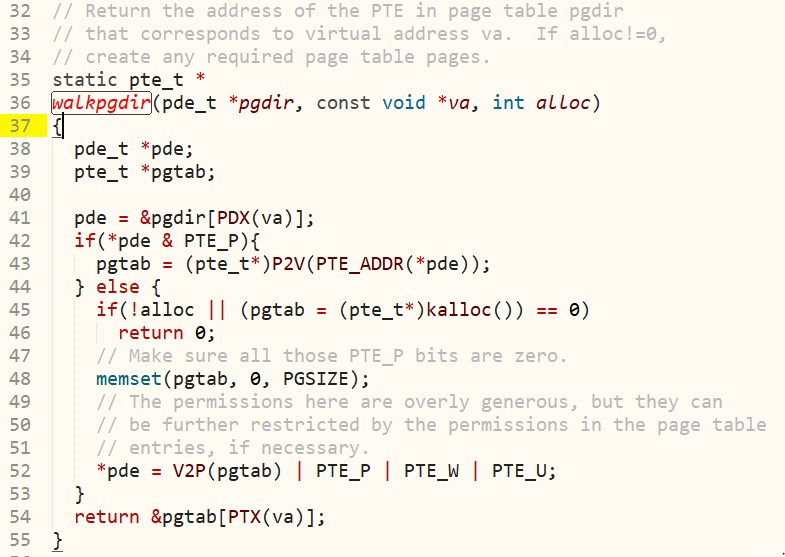 32 // Return the address of the PTE in page table pgdir
33 // that corresponds to virtual address va.  If alloc!=0,
34 // create any required page table pages.
35 static pte_t *
36 walkpgdir(pde_t *pgdir, const void *va, int alloc)
37 {
38   pde_t *pde;
39   pte_t *pgtab;
40
41   pde = &pgdir[PDX(va)];
42   if(*pde & PTE_P){
43     pgtab = (pte_t*)P2V(PTE_ADDR(*pde));
44   } else {
45     if(!alloc || (pgtab = (pte_t*)kalloc()) == 0)
46       return 0;
47     // Make sure all those PTE_P bits are zero.
48     memset(pgtab, 0, PGSIZE);
49     // The permissions here are overly generous, but they can
50     // be further restricted by the permissions in the page table
51     // entries, if necessary.
52     *pde = V2P(pgtab) | PTE_P | PTE_W | PTE_U;
53   }
54   return &pgtab[PTX(va)];
55 }